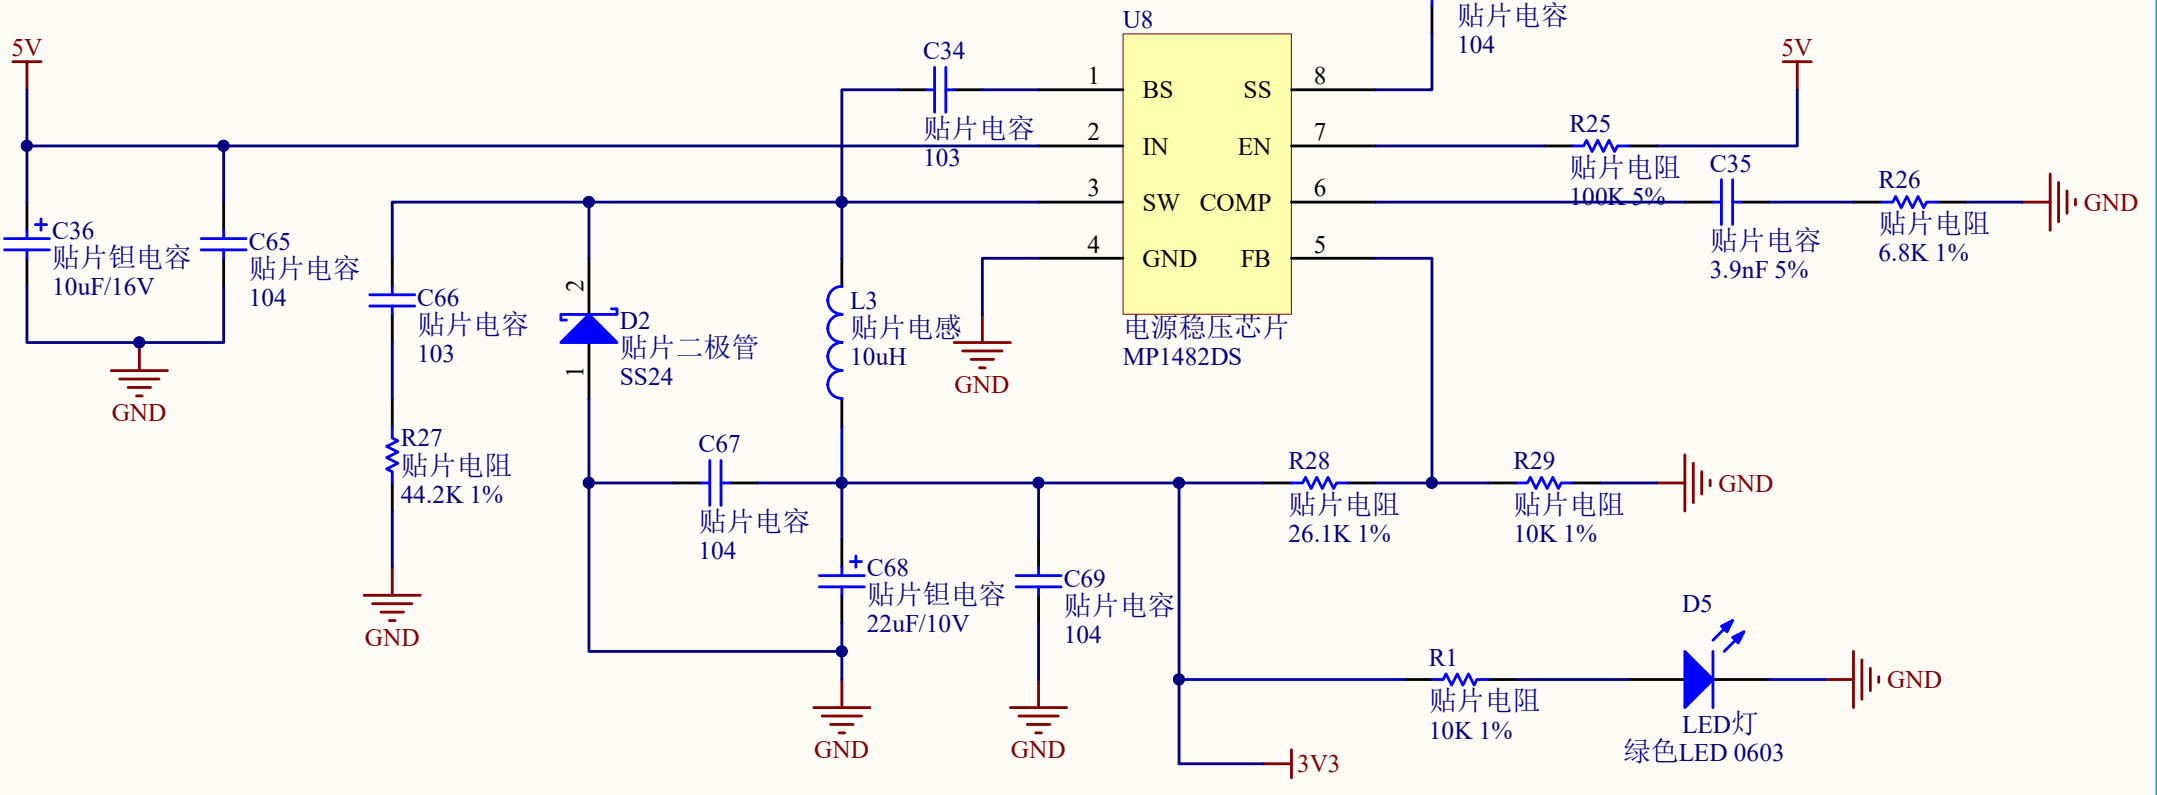 5V
C36
贴片钽电容
10uF/16V
C65
贴片电容
104
GND
C66
贴片电容
103
R27
贴片电阻
44.2K 1%
GND
2
D2
贴片二极管
SS24
1
C34
贴片电容
103
L3
贴片电感
10uH
GND
U8
1
BS
2
IN
3
SW
4
GND
SS
8
EN
7
COMP
6
FB
5
电源稳压芯片
MP1482DS
贴片电容
104
R25
贴片电阻
100K 5%
5V
C35
贴片电容
3.9nF 5%
R26
贴片电阻
6.8K 1%
GND
C67
贴片电容
104
C68
贴片钽电容
22uF/10V
GND
C69
贴片电容
104
GND
R28
贴片电阻
26.1K 1%
R29
贴片电阻
10K 1%
GND
R1
贴片电阻
10K 1%
D5
LED灯
绿色LED 0603
GND
3V3